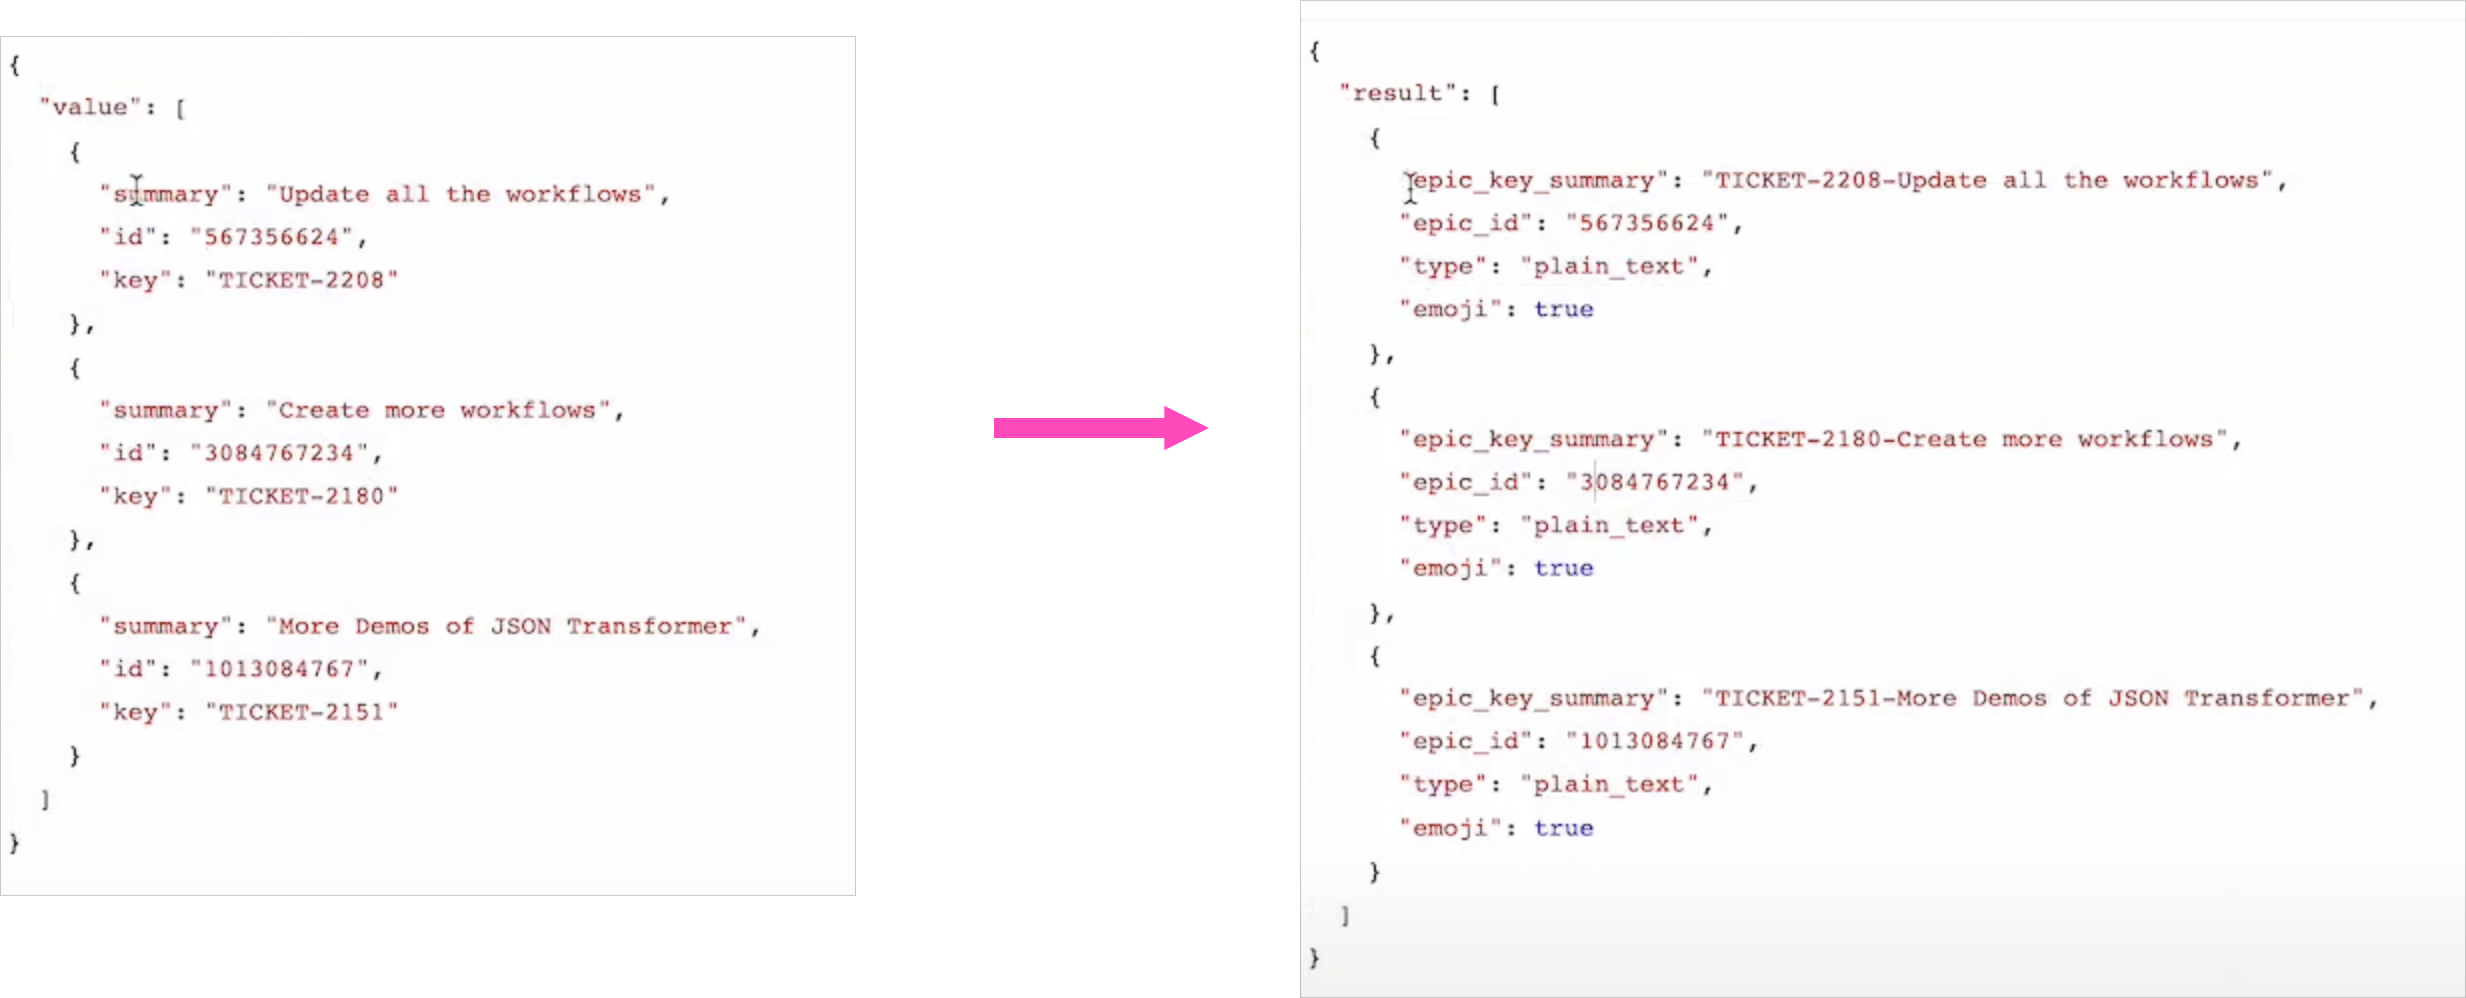 {
"value": [
{
"summary": "Update all the workflows",
"id": "567356624",
"key": "TICKET-2208"
},
{
"summary": "Create more workflows",
"id": "3084767234",
"key": "TICKET-2180"
},
{
"summary": "More Demos of JSON Transformer",
"id": "1013084767",
"key": "TICKET-2151"
}
]
}
{
"result": [
{
"epic_key_summary": "TICKET-2208-Update all the workflows",
"epic_id": "567356624",
"type": "plain_text",
"emoji": true
},
{
"epic_key_summary": "TICKET-2180-Create more workflows",
"epic_id": "3084767234",
"type": "plain_text",
"emoji": true
},
{
"epic_key_summary": "TICKET-2151-More Demos of JSON Transformer",
"epic_id": "1013084767",
"type": "plain_text",
"emoji": true
}
]
}